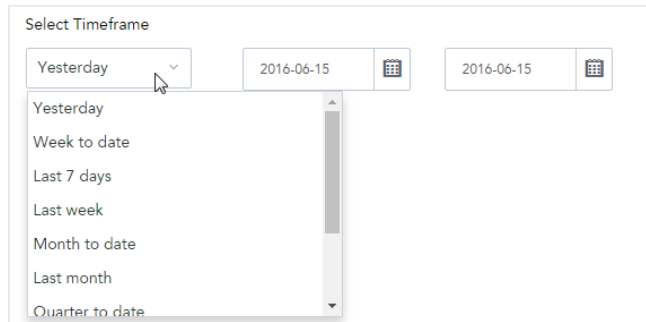 Select Timeframe
Yesterday 2016-06-15 2016-06-15
Yesterday
Week to date
Last 7 days
Last week
Month to date
Last month
Quarter to date